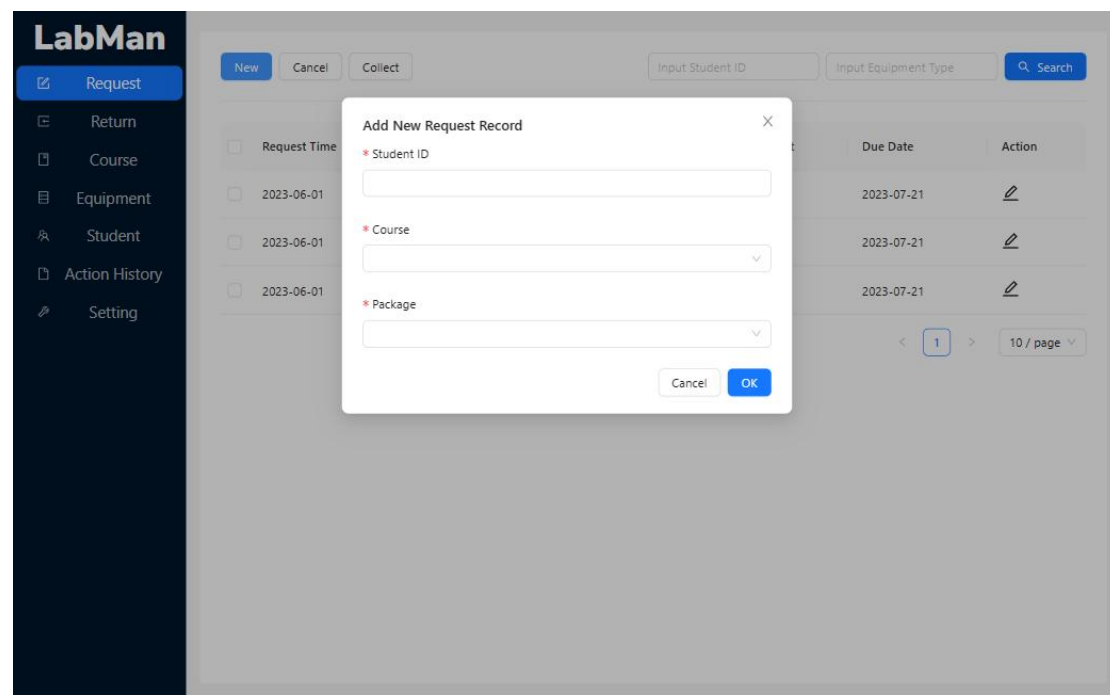 LabMan
Request
Return
Course
Equipment
Student
Action History
Setting
New Cancel Collect Input Student ID Input Equipment Type Search
Request Time Due Date Action
2023-06-01 2023-07-21
2023-06-01 2023-07-21
2023-06-01 2023-07-21
< 1 > 10 / page
Add New Request Record
* Student ID
* Course
* Package
Cancel OK